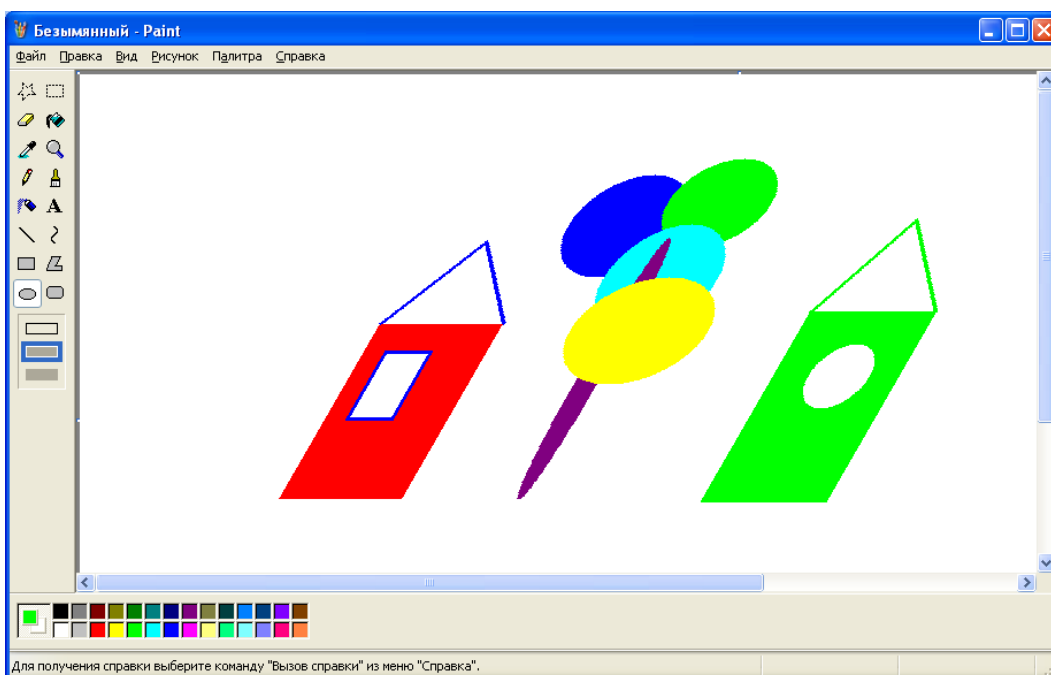 Безымянный - Paint
Файл Правка Вид Рисунок Палитра Справка
A
Для получения справки выберите команду "Вызов справки" из меню "Справка".